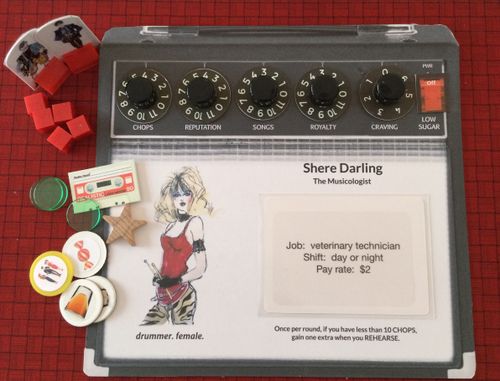 PWR
Off
LOW
SUGAR
CHOPS
REPUTATION
SONGS
ROYALTY
CRAVING
Shere Darling
The Musicologist
Job: veterinary technician
Shift: day or night
Pay rate: $2
drummer. female.
Once per round, if you have less than 10 CHOPS,
gain one extra when you REHEARSE.